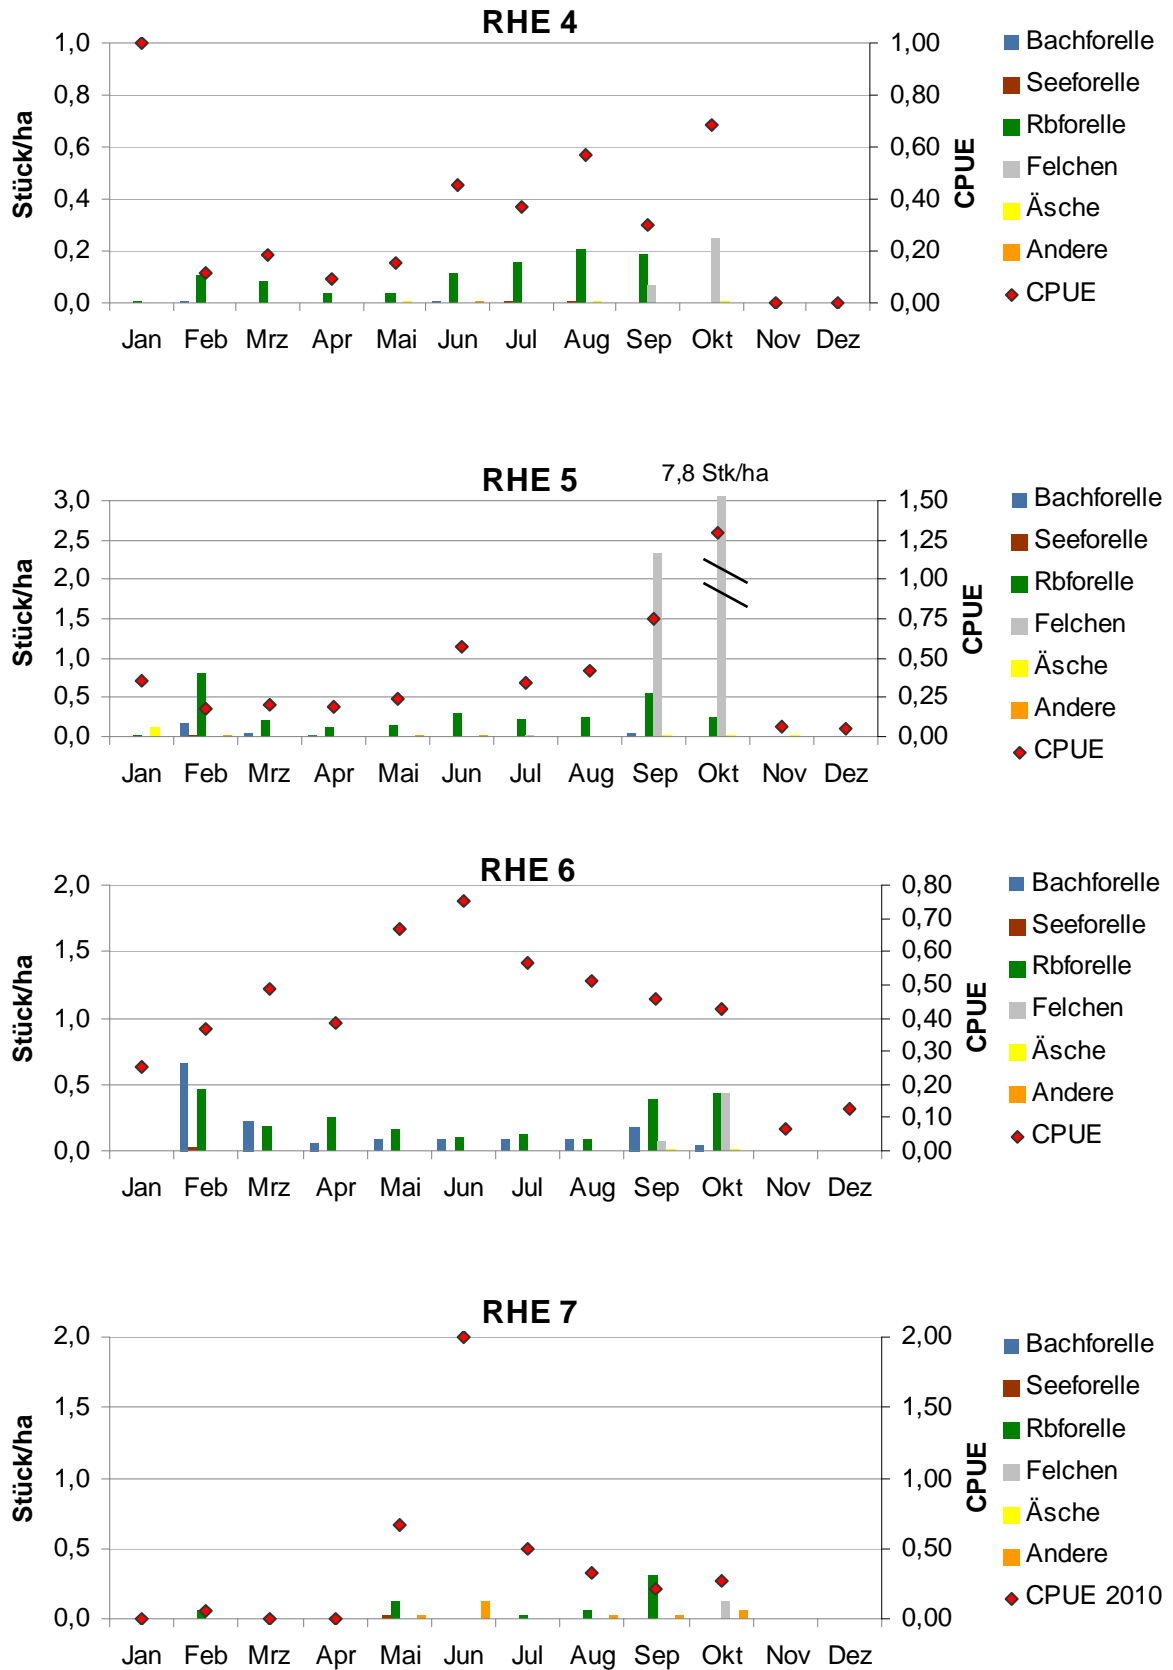 RHE 4
1,0
0,8
0,6
0,4
0,2
0,0
Stück/ha
1,00
0,80
0,60
0,40
0,20
0,00
CPUE
Jan Feb Mrz Apr Mai Jun Jul Aug Sep Okt Nov Dez
Bachforelle
Seeforelle
Rbforelle
Felchen
Äsche
Andere
CPUE
RHE 5
7,8 Stk/ha
3,0
2,5
2,0
1,5
1,0
0,5
0,0
Stück/ha
1,50
1,25
1,00
0,75
0,50
0,25
0,00
CPUE
Jan Feb Mrz Apr Mai Jun Jul Aug Sep Okt Nov Dez
Bachforelle
Seeforelle
Rbforelle
Felchen
Äsche
Andere
CPUE
RHE 6
2,0
1,5
1,0
0,5
0,0
Stück/ha
0,80
0,70
0,60
0,50
0,40
0,30
0,20
0,10
0,00
CPUE
Jan Feb Mrz Apr Mai Jun Jul Aug Sep Okt Nov Dez
Bachforelle
Seeforelle
Rbforelle
Felchen
Äsche
Andere
CPUE
RHE 7
2,0
1,5
1,0
0,5
0,0
Stück/ha
2,00
1,50
1,00
0,50
0,00
CPUE
Jan Feb Mrz Apr Mai Jun Jul Aug Sep Okt Nov Dez
Bachforelle
Seeforelle
Rbforelle
Felchen
Äsche
Andere
CPUE 2010